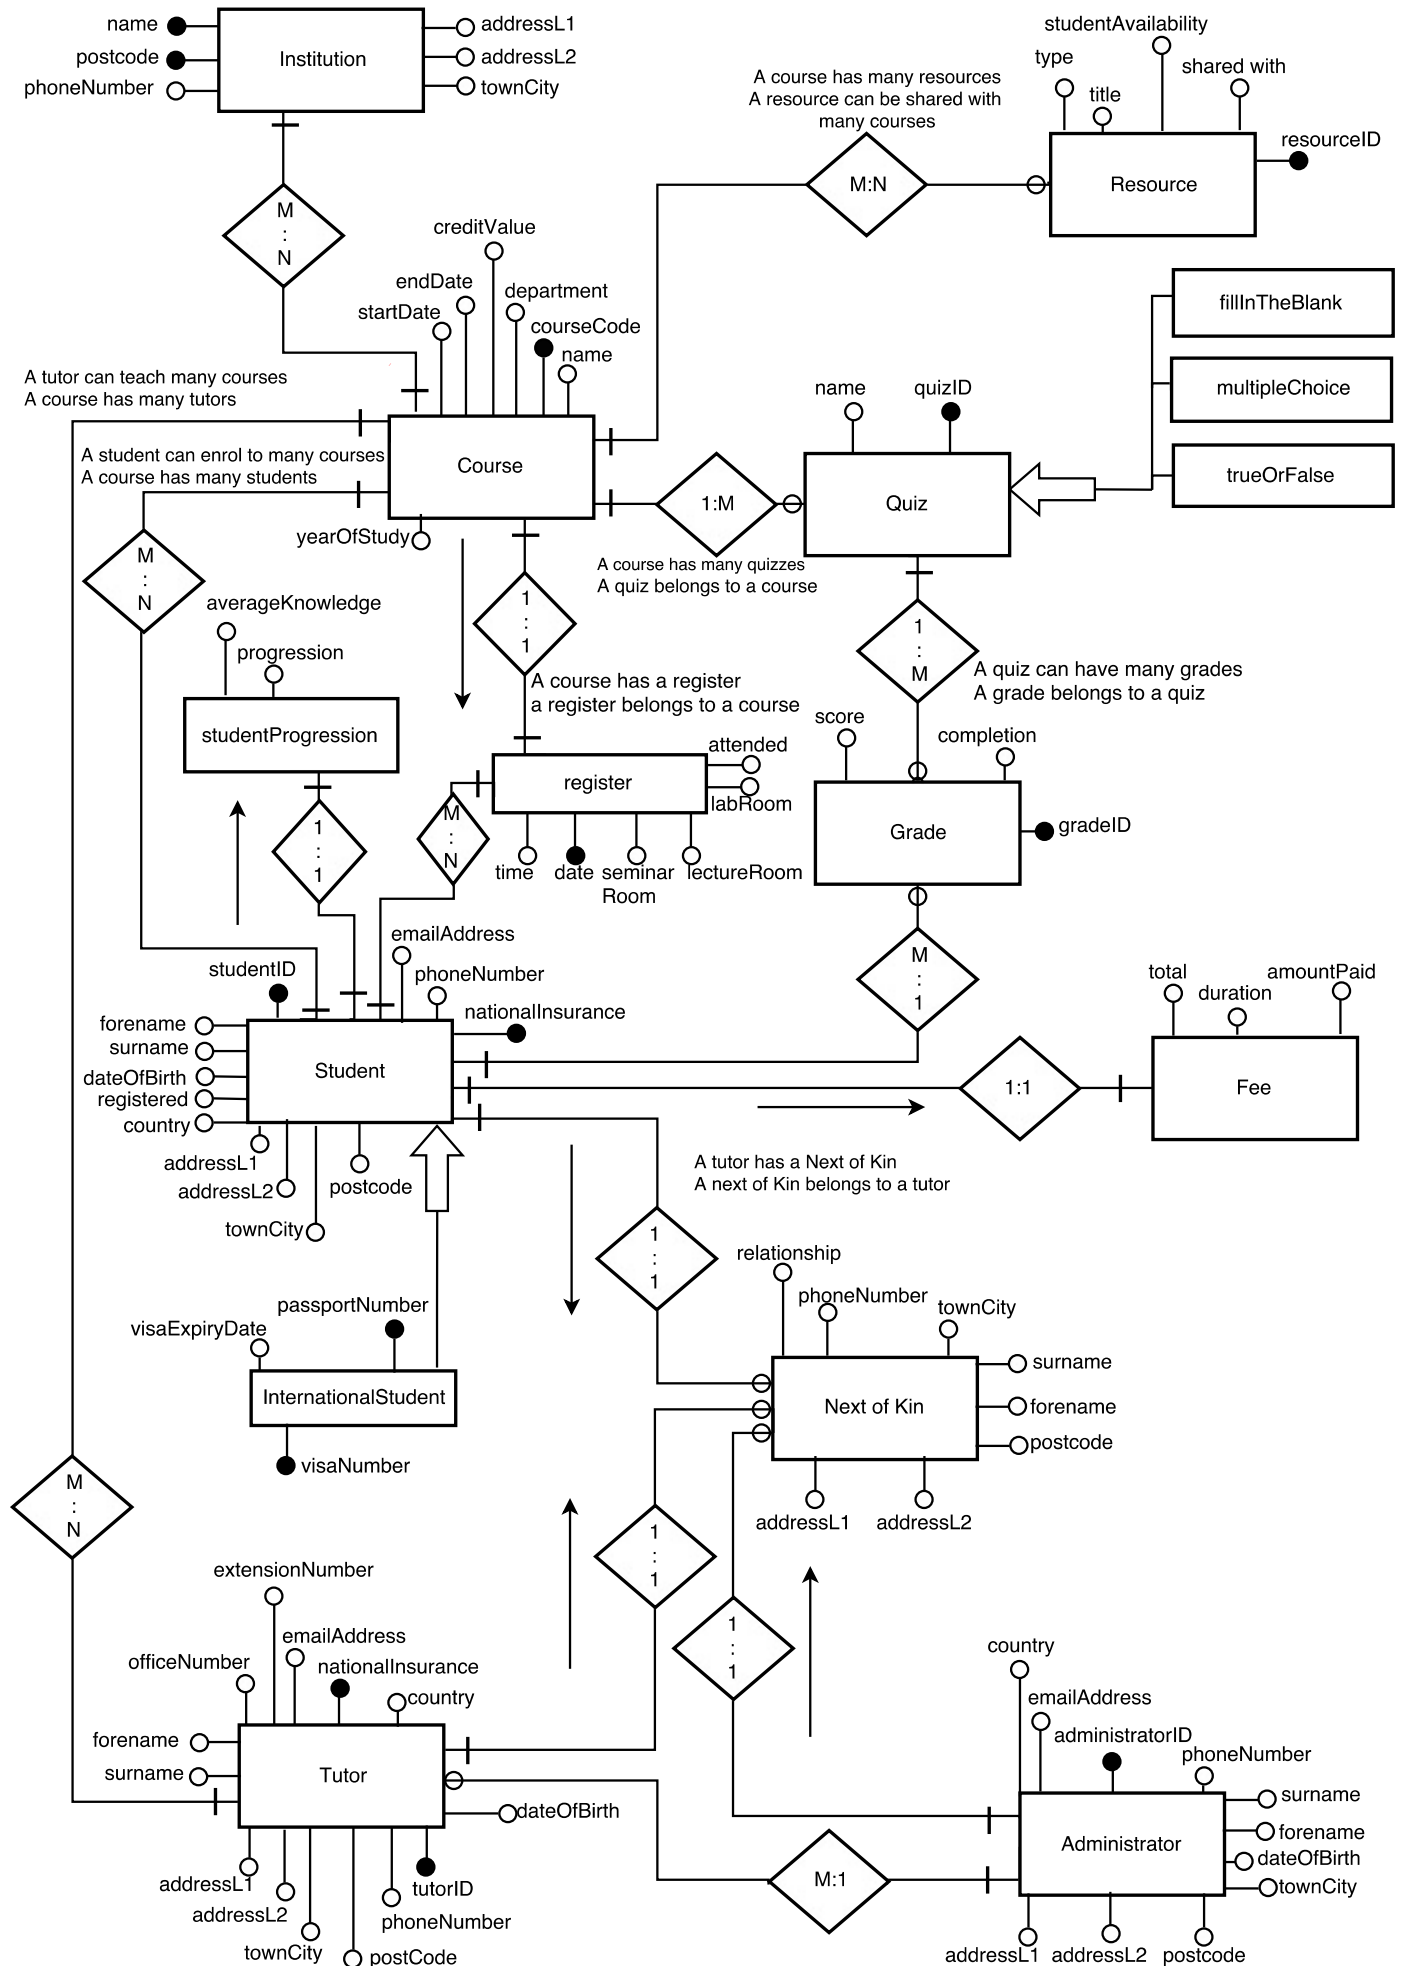 name
postcode
phoneNumber
Institution
addressL1
addressL2
townCity
M
:
N
A course has many resources
A resource can be shared with
many courses
M:N
studentAvailability
type
title
shared with
resourceID
Resource
creditValue
endDate
startDate
department
courseCode
name
A tutor can teach many courses
A course has many tutors
A student can enrol to many courses
A course has many students
Course
yearOfStudy
1:M
A course has many quizzes
A quiz belongs to a course
name
quizID
Quiz
fillInTheBlank
multipleChoice
trueOrFalse
M
:
N
1
:
1
A course has a register
a register belongs to a course
1
:
M
A quiz can have many grades
A grade belongs to a quiz
averageKnowledge
progression
studentProgression
1
:
1
M
:
N
register
attended
labRoom
time
date
seminar
Room
lectureRoom
score
completion
Grade
gradeID
M
:
1
studentID
emailAddress
phoneNumber
nationalInsurance
forename
surname
dateOfBirth
registered
country
Student
addressL1
addressL2
townCity
postcode
1:1
total
duration
amountPaid
Fee
A tutor has a Next of Kin
A next of Kin belongs to a tutor
1
:
1
passportNumber
visaExpiryDate
InternationalStudent
visaNumber
relationship
phoneNumber
townCity
Next of Kin
surname
forename
postcode
addressL1
addressL2
M
:
N
1
:
1
1
:
1
extensionNumber
emailAddress
officeNumber
nationalInsurance
country
forename
surname
Tutor
dateOfBirth
addressL1
addressL2
townCity
postCode
phoneNumber
tutorID
M:1
country
emailAddress
administratorID
phoneNumber
Administrator
surname
forename
dateOfBirth
townCity
addressL1
addressL2
postcode